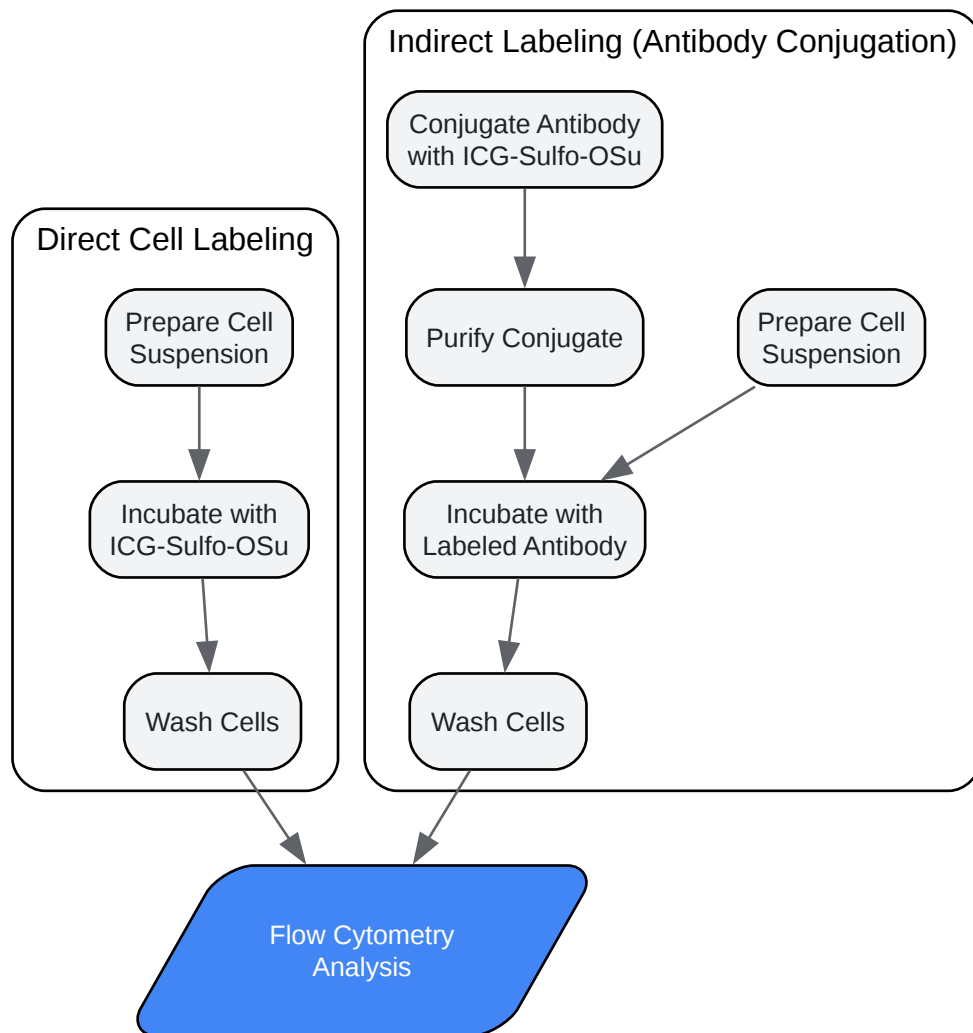 Indirect Labeling (Antibody Conjugation)
Conjugate Antibody
with ICG-Sulfo-OSu
Purify Conjugate
Prepare Cell
Suspension
Incubate with
Labeled Antibody
Wash Cells
Direct Cell Labeling
Prepare Cell
Suspension
Incubate with
ICG-Sulfo-OSu
Wash Cells
Flow Cytometry
Analysis